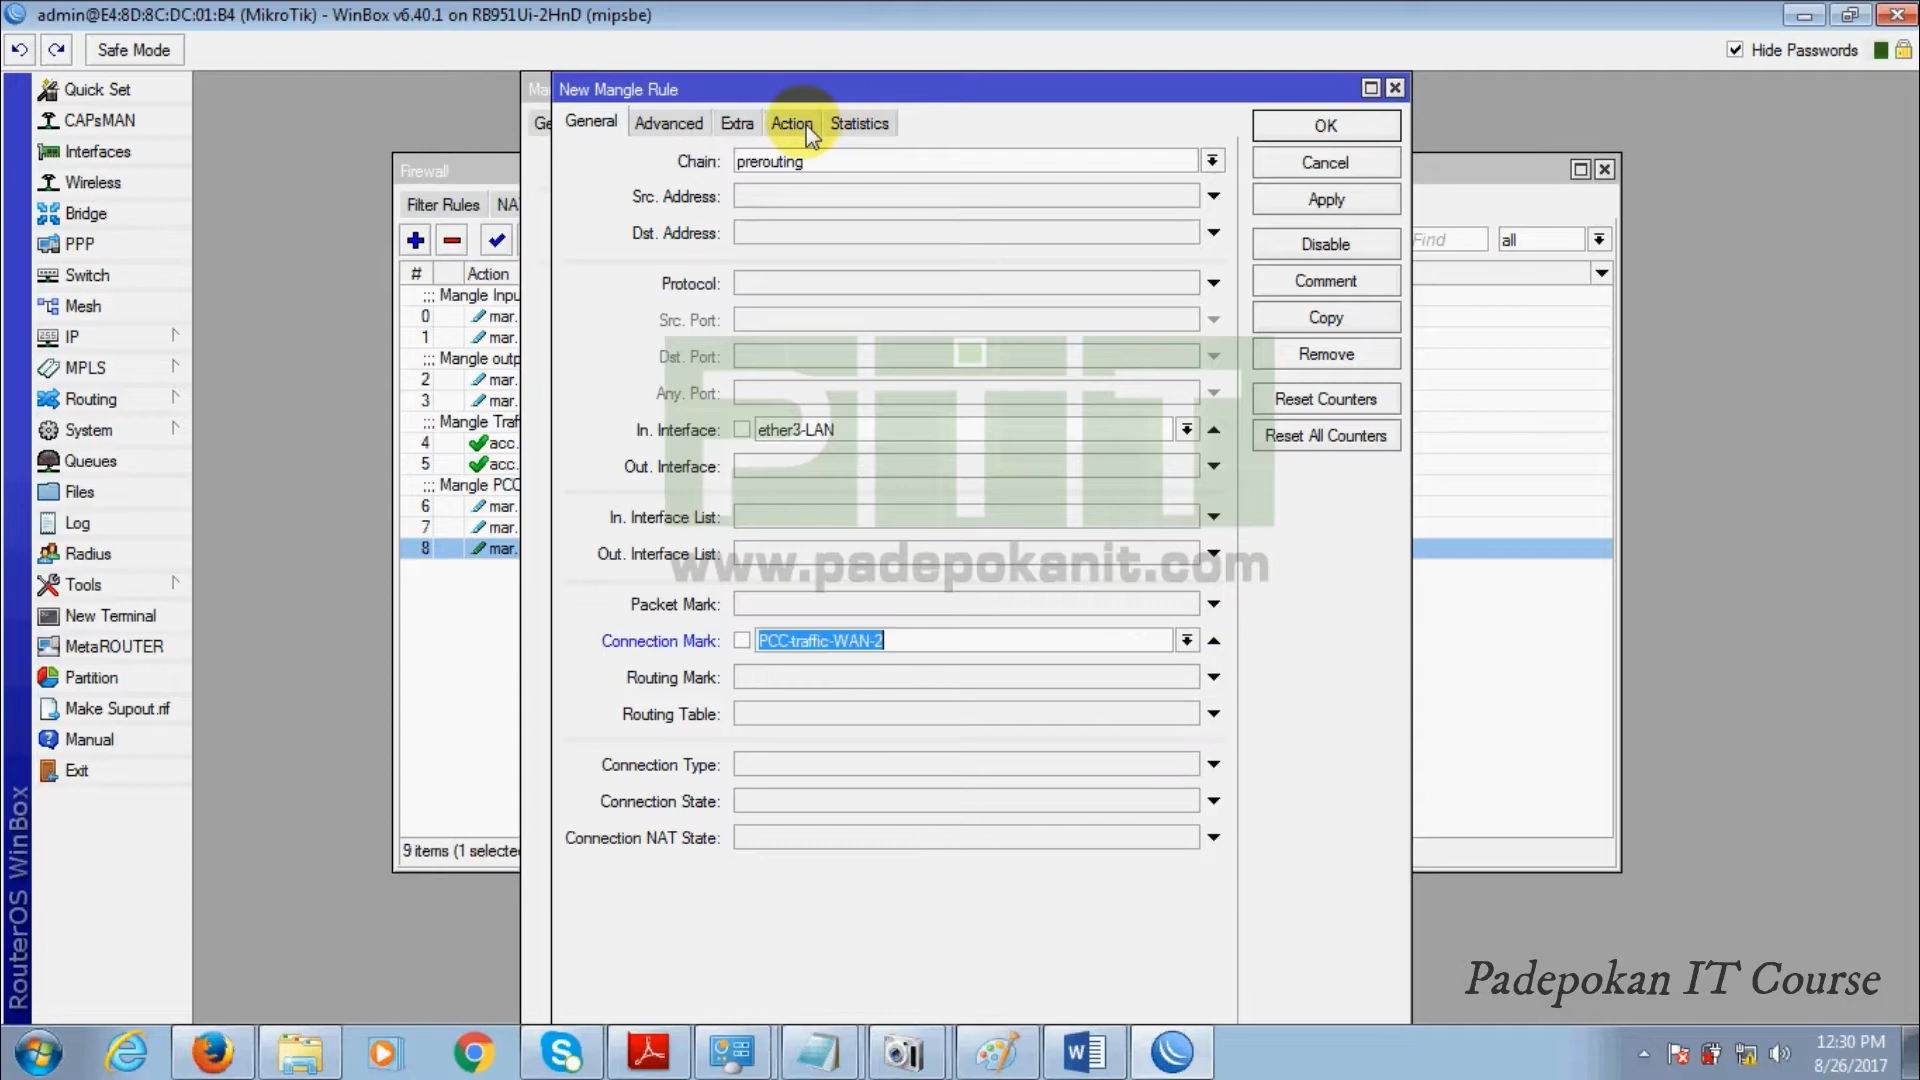 admin@E4:8D:8C:DC:01:B4 (MikroTik) - WinBox v6.40.1 on RB951Ui-2HnD (mipsbe)
Safe Mode
Hide Passwords
Quick Set
CAPsMAN
Interfaces
Wireless
Bridge
PPP
Switch
Mesh
IP
MPLS
Routing
System
Queues
Files
Log
Radius
Tools
New Terminal
MetaROUTER
Partition
Make Supout.rif
Manual
Exit
RouterOS WinBox
Firewall
Filter Rules NA
Find
all
# Action
;;; Mangle Inpu
0 mar.
1 mar.
;;; Mangle outp
2 mar.
3 mar.
;;; Mangle Traf
4 acc.
5 acc.
;;; Mangle PCC
6 mar.
7 mar.
8 mar.
9 items (1 selecte
Ma
Ge
New Mangle Rule
General Advanced Extra Action Statistics
Chain: prerouting
Src. Address:
Dst. Address:
Protocol:
Src. Port:
Dst. Port:
Any. Port:
In. Interface: ether3-LAN
Out. Interface:
In. Interface List:
Out. Interface List:
Packet Mark:
Connection Mark: PCC-traffic-WAN-2
Routing Mark:
Routing Table:
Connection Type:
Connection State:
Connection NAT State:
OK
Cancel
Apply
Disable
Comment
Copy
Remove
Reset Counters
Reset All Counters
PiiT
www.padepokanit.com
Padepokan IT Course
12:30 PM
8/26/2017